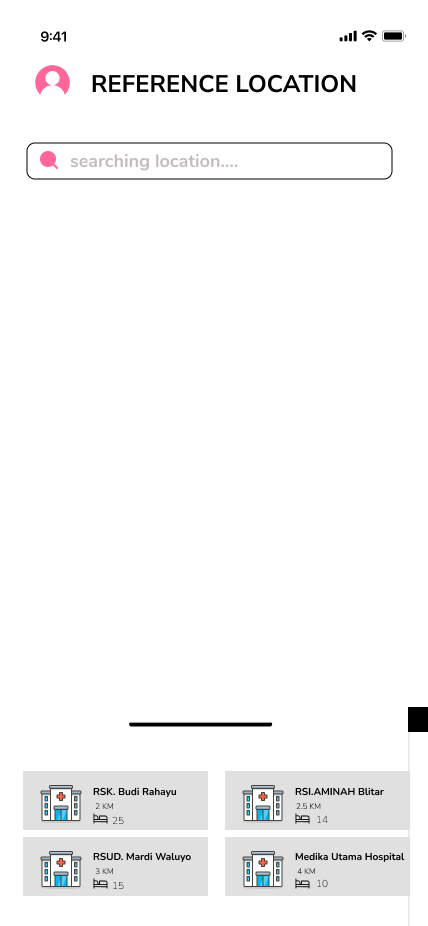 9:41
REFERENCE LOCATION
searching location....
RSK. Budi Rahayu
2 KM
25
RSI.AMINAH Blitar
2.5 KM
14
RSUD. Mardi Waluyo
3 KM
15
Medika Utama Hospital
4 KM
10